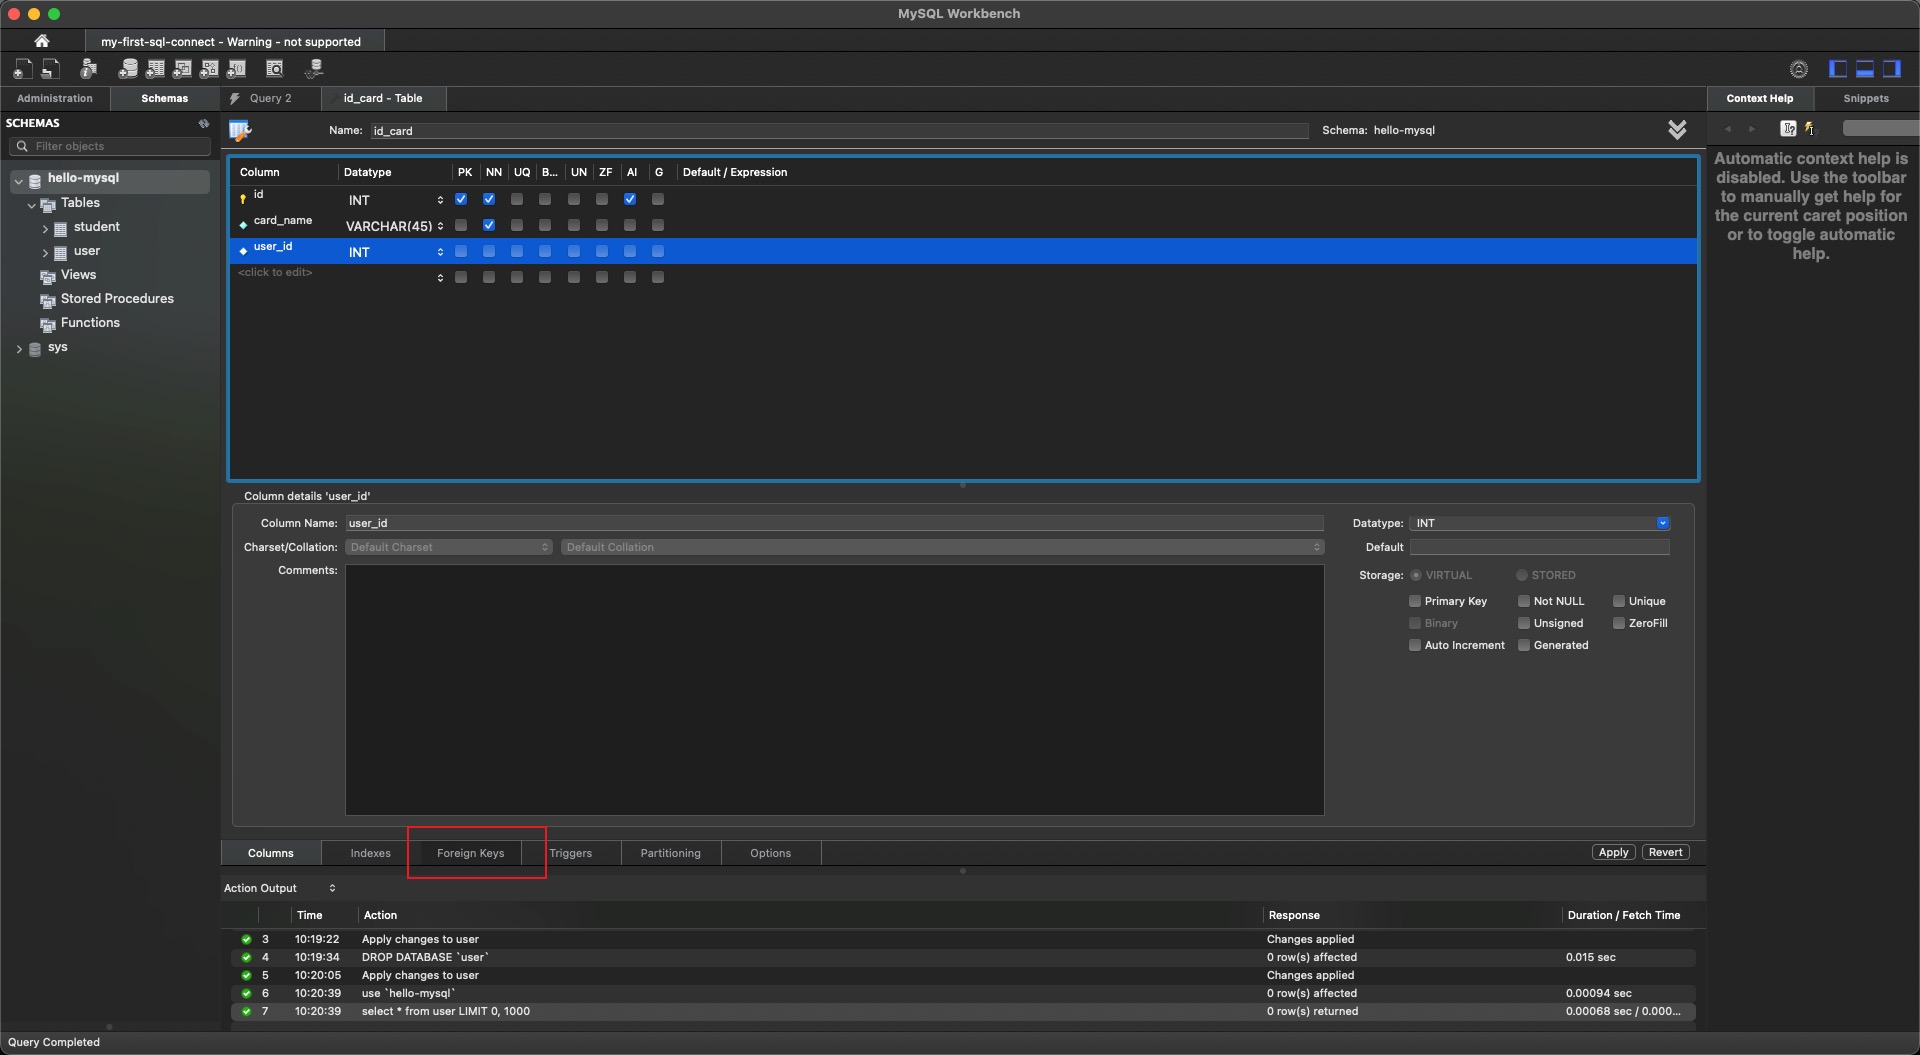 MySQL Workbench
my-first-sql-connect - Warning - not supported
Administration
Schemas
Query 2
id_card - Table
Context Help
Snippets
SCHEMAS
Filter objects
hello-mysql
Tables
student
user
Views
Stored Procedures
Functions
sys
Name: id_card
Schema: hello-mysql
Column Datatype PK NN UQ B... UN ZF AI G Default / Expression
id INT
card_name VARCHAR(45)
user_id INT
<click to edit>
Column details 'user_id'
Column Name: user_id
Charset/Collation: Default Charset Default Collation
Comments:
Datatype: INT
Default
Storage: VIRTUAL STORED
Primary Key Not NULL Unique
Binary Unsigned ZeroFill
Auto Increment Generated
Columns Indexes Foreign Keys Triggers Partitioning Options
Apply Revert
Action Output
Time Action Response Duration / Fetch Time
3 10:19:22 Apply changes to user Changes applied
4 10:19:34 DROP DATABASE `user` 0 row(s) affected 0.015 sec
5 10:20:05 Apply changes to user Changes applied
6 10:20:39 use `hello-mysql` 0 row(s) affected 0.00094 sec
7 10:20:39 select * from user LIMIT 0, 1000 0 row(s) returned 0.00068 sec / 0.000...
Query Completed
Automatic context help is
disabled. Use the toolbar
to manually get help for
the current caret position
or to toggle automatic
help.